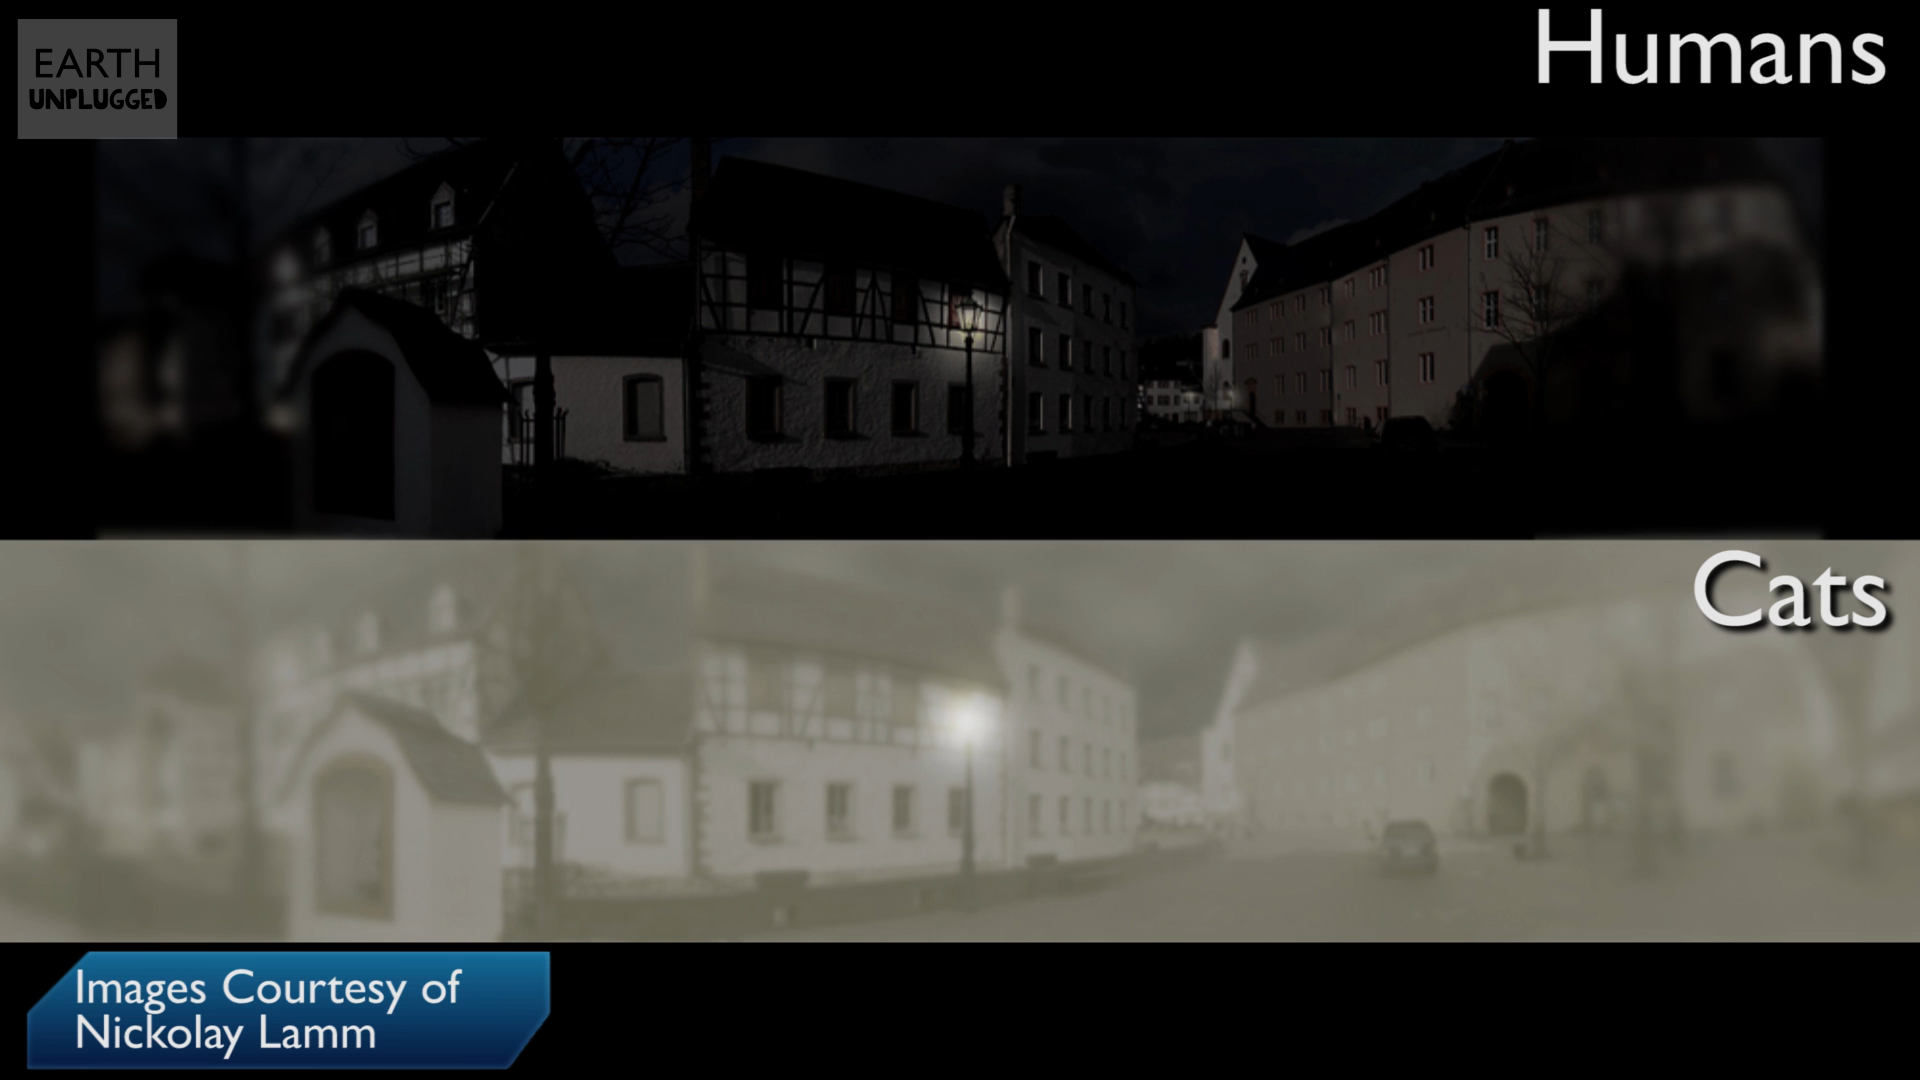 EARTH
UNPLUGGED
Humans
Cats
Images Courtesy of
Nickolay Lamm